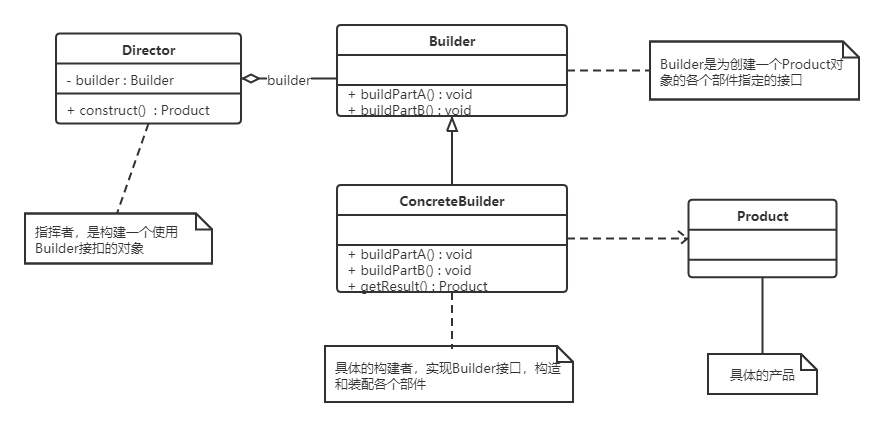 Director
- builder : Builder
+ construct() : Product
builder
Builder
+ buildPartA() : void
+ buildPartB() : void
Builder是为创建一个Product对
象的各个部件指定的接口
指挥者，是构建一个使用
Builder接扣的对象
ConcreteBuilder
+ buildPartA() : void
+ buildPartB() : void
+ getResult() : Product
Product
具体的构建者，实现Builder接口，构造
和装配各个部件
具体的产品